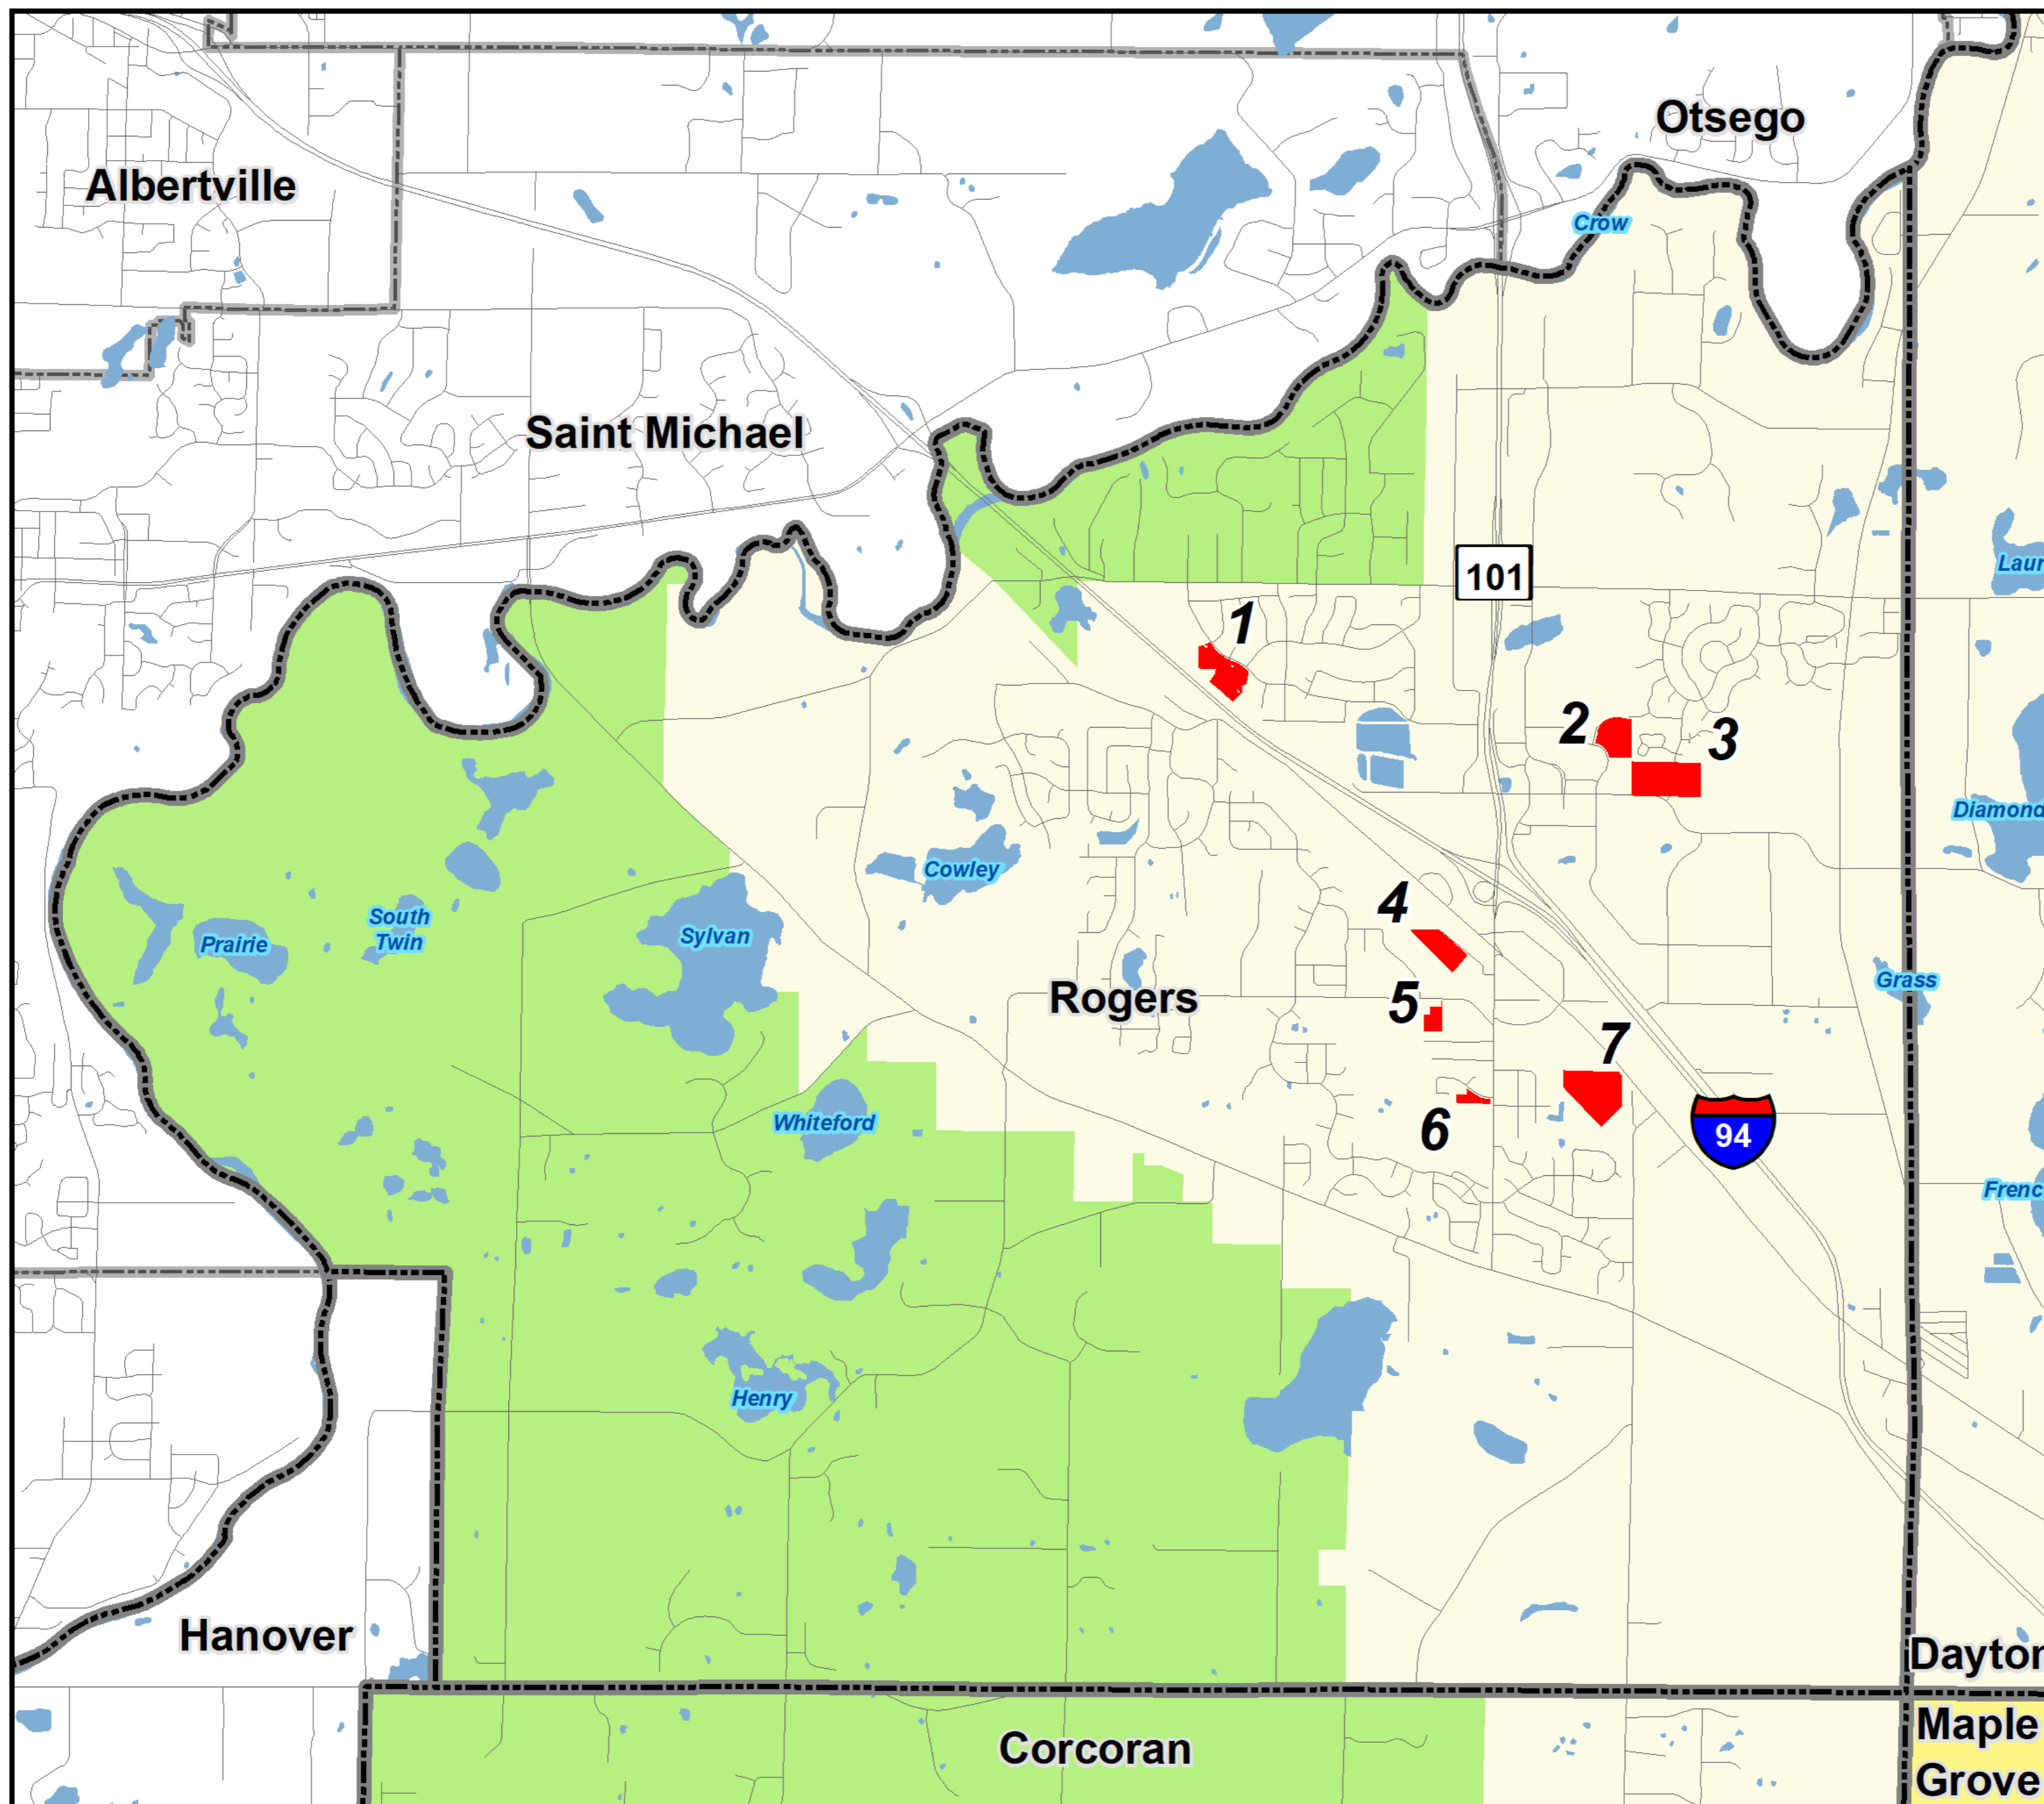 Otsego
Albertville
Crow
Saint Michael
101
Laur
1
2
3
Diamond
Cowley
4
South
Twin
Prairie
Sylvan
Grass
Rogers
5
7
Whiteford
6
94
Frenc
Henry
Hanover
Dayton
Maple
Grove
Corcoran